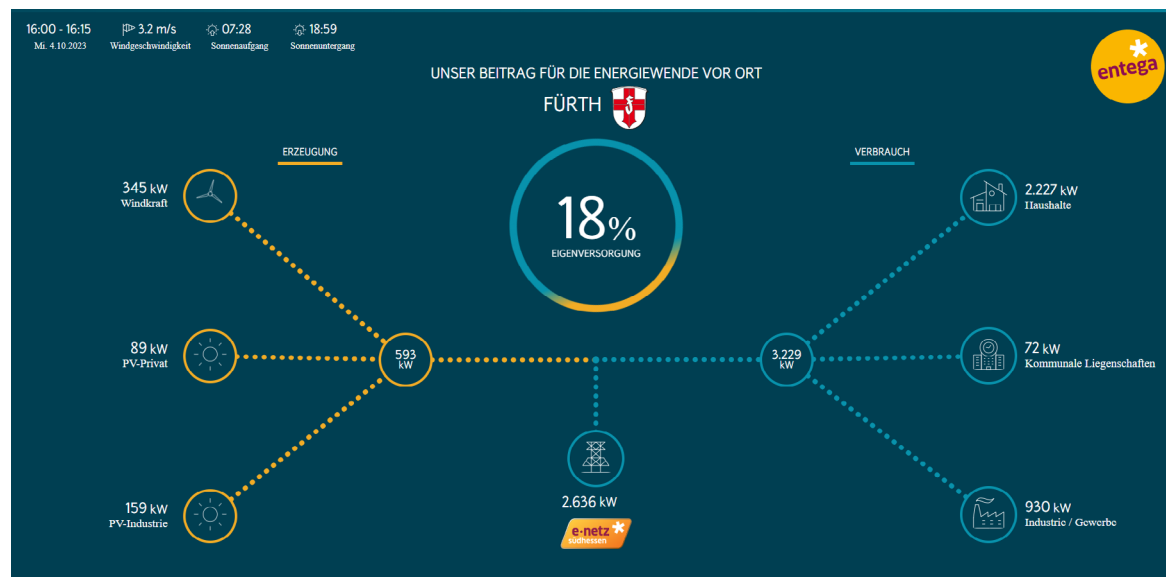 16:00 - 16:15
Mi. 4.10.2023
3.2 m/s
Windgeschwindigkeit
07:28
Sonnenaufgang
18:59
Sonnenuntergang
entega
UNSER BEITRAG FÜR DIE ENERGIEWENDE VOR ORT
FÜRTH
ERZEUGUNG
VERBRAUCH
18%
EIGENVERSORGUNG
345 kW
Windkraft
89 kW
PV-Privat
159 kW
PV-Industrie
593
kW
3.229
kW
2.636 kW
e-netz
südhessen
2.227 kW
Haushalte
72 kW
Kommunale Liegenschaften
930 kW
Industrie / Gewerbe